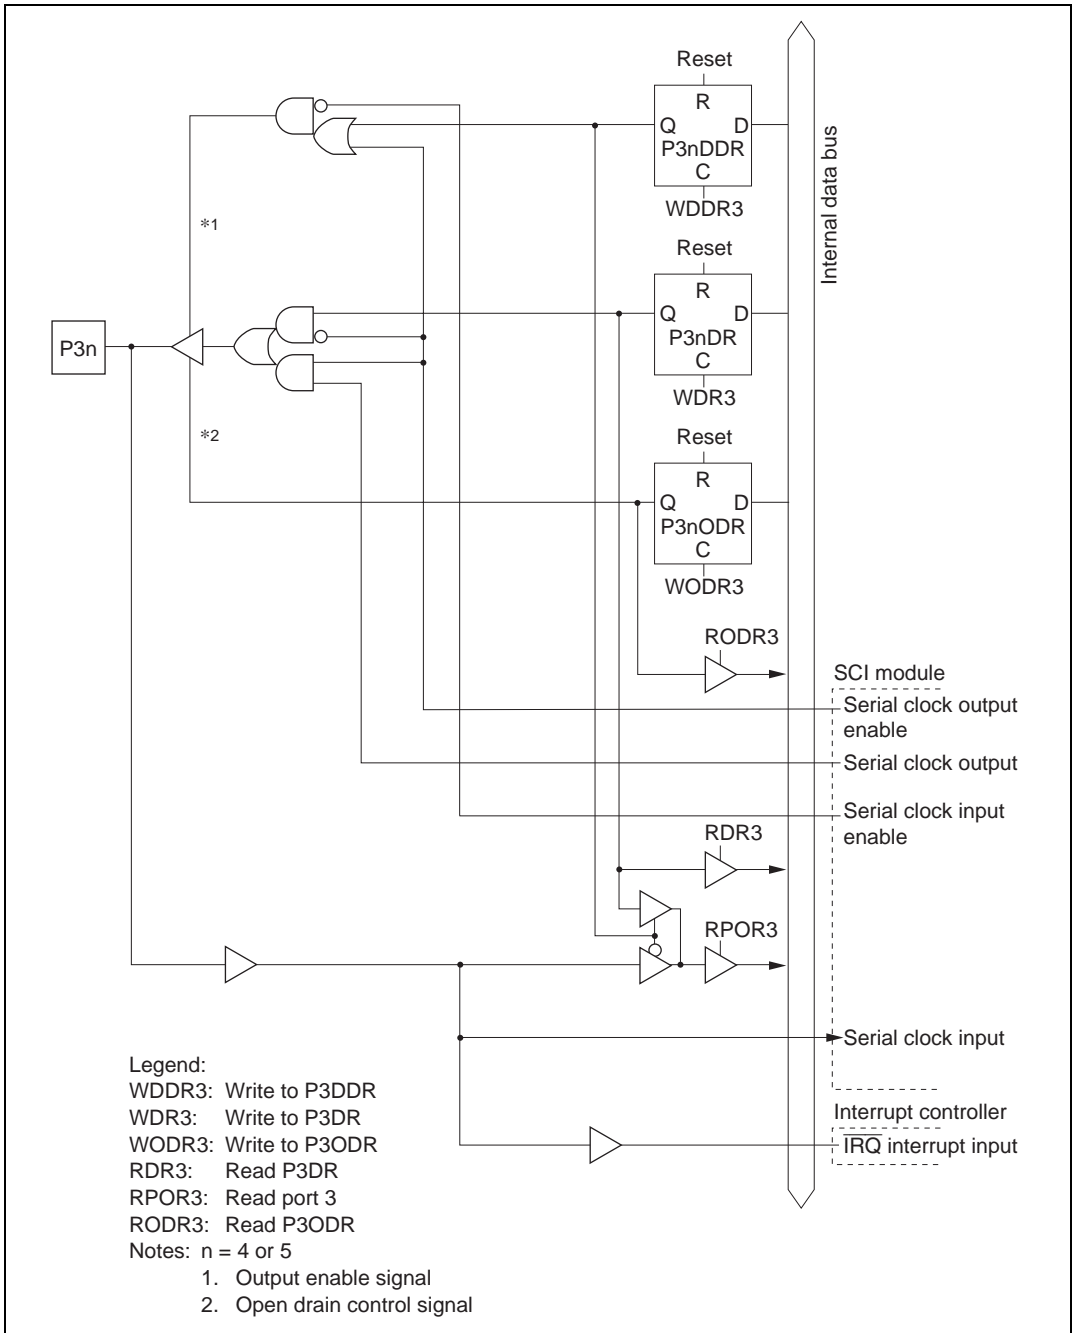 Reset
R
Q D
P3nDDR
C
WDDR3
Internal data bus
*1
Reset
R
Q D
P3nDR
C
WDR3
P3n
*2
Reset
R
Q D
P3nODR
C
WODR3
RODR3
SCI module
Serial clock output
enable
Serial clock output
Serial clock input
enable
RDR3
RPOR3
Serial clock input
Interrupt controller
I̅R̅Q̅ interrupt input
Legend:
WDDR3: Write to P3DDR
WDR3: Write to P3DR
WODR3: Write to P3ODR
RDR3: Read P3DR
RPOR3: Read port 3
RODR3: Read P3ODR
Notes: n = 4 or 5
1. Output enable signal
2. Open drain control signal